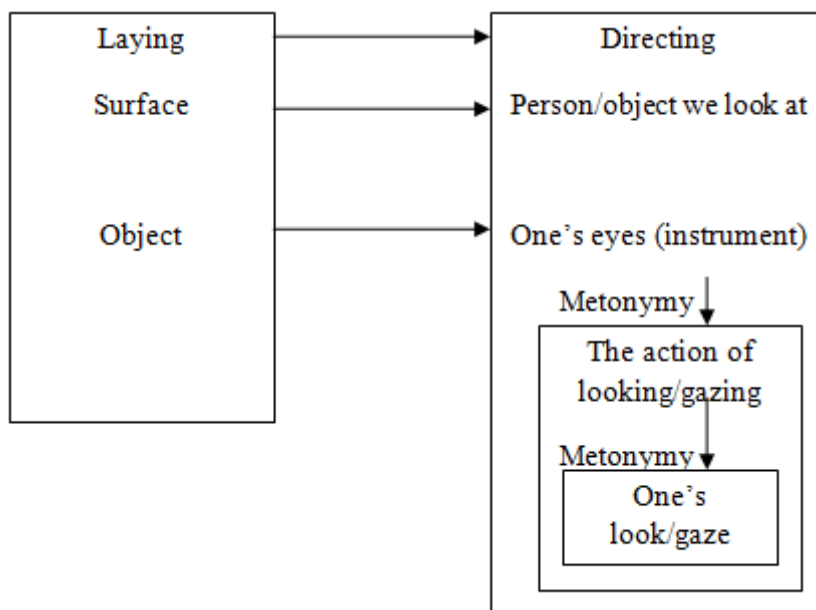 Laying
Directing
Surface
Person/object we look at
Object
One's eyes (instrument)
Metonymy
The action of
looking/gazing
Metonymy
One's
look/gaze